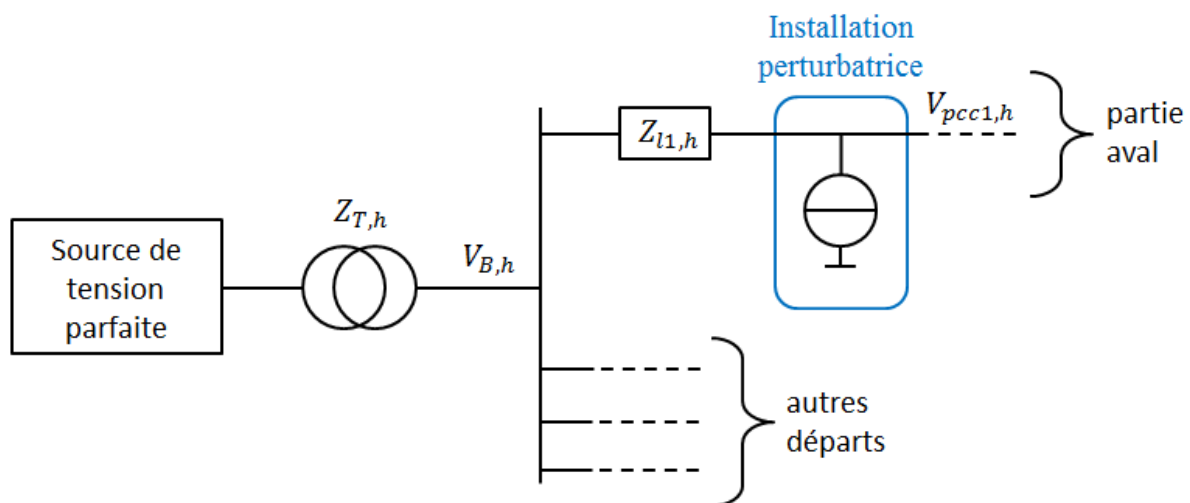 Installation
perturbatrice
V_{pcc1,h}
Z_{l1,h}
partie
aval
Z_{T,h}
V_{B,h}
Source de
tension
parfaite
autres
départs